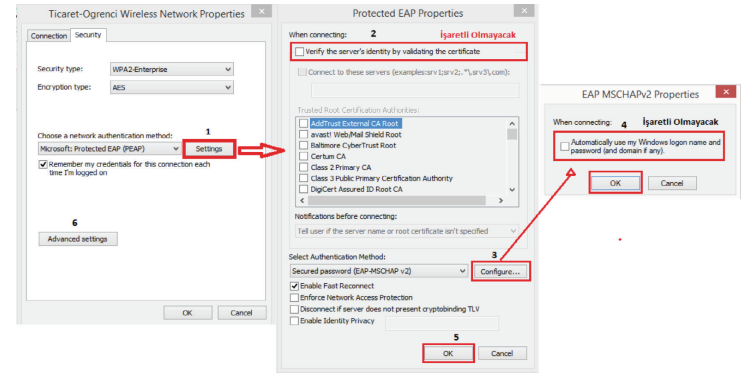 Ticaret-Ogrenci Wireless Network Properties
Connection
Security
Security type:
WPA2-Enterprise
Encryption type:
AES
Choose a network authentication method:
1
Microsoft: Protected EAP (PEAP)
Settings
Remember my credentials for this connection each
time I'm logged on
6
Advanced settings
OK
Cancel
Protected EAP Properties
When connecting:
2
İşaretli Olmayacak
Verify the server's identity by validating the certificate
Connect to these servers (examples:srv1;srv2;.*\.srv3\.com):
Trusted Root Certification Authorities:
AddTrust External CA Root
avast! Web/Mail Shield Root
Baltimore CyberTrust Root
Certum CA
Class 2 Primary CA
Class 3 Public Primary Certification Authority
DigiCert Assured ID Root CA
Notifications before connecting:
Tell user if the server name or root certificate isn't specified
Select Authentication Method:
3
Secured password (EAP-MSCHAP v2)
Configure...
Enable Fast Reconnect
Enforce Network Access Protection
Disconnect if server does not present cryptobinding TLV
Enable Identity Privacy
5
OK
Cancel
EAP MSCHAPv2 Properties
When connecting:
4
İşaretli Olmayacak
Automatically use my Windows logon name and
password (and domain if any).
OK
Cancel